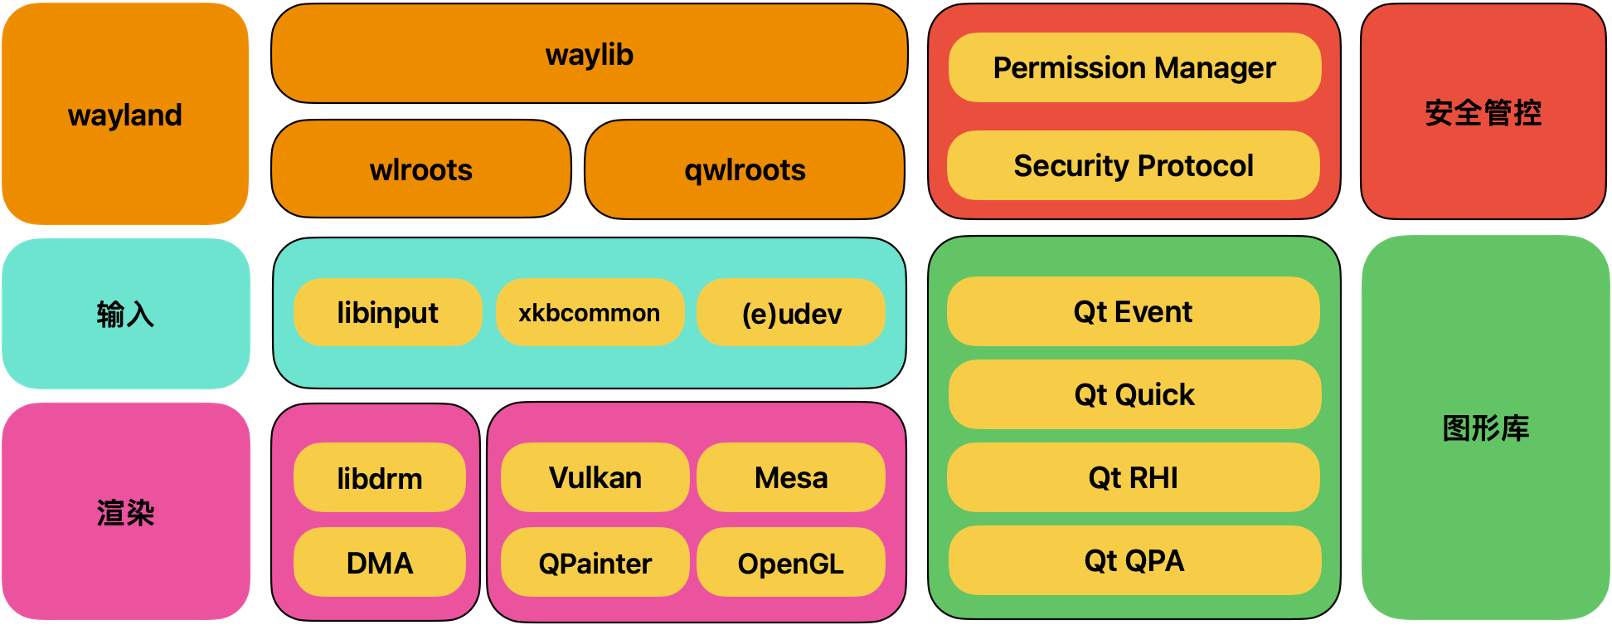 wayland
waylib
wlroots
qwlroots
Permission Manager
Security Protocol
安全管控
输入
libinput
xkbcommon
(e)udev
渲染
libdrm
DMA
Vulkan
Mesa
QPainter
OpenGL
Qt Event
Qt Quick
Qt RHI
Qt QPA
图形库